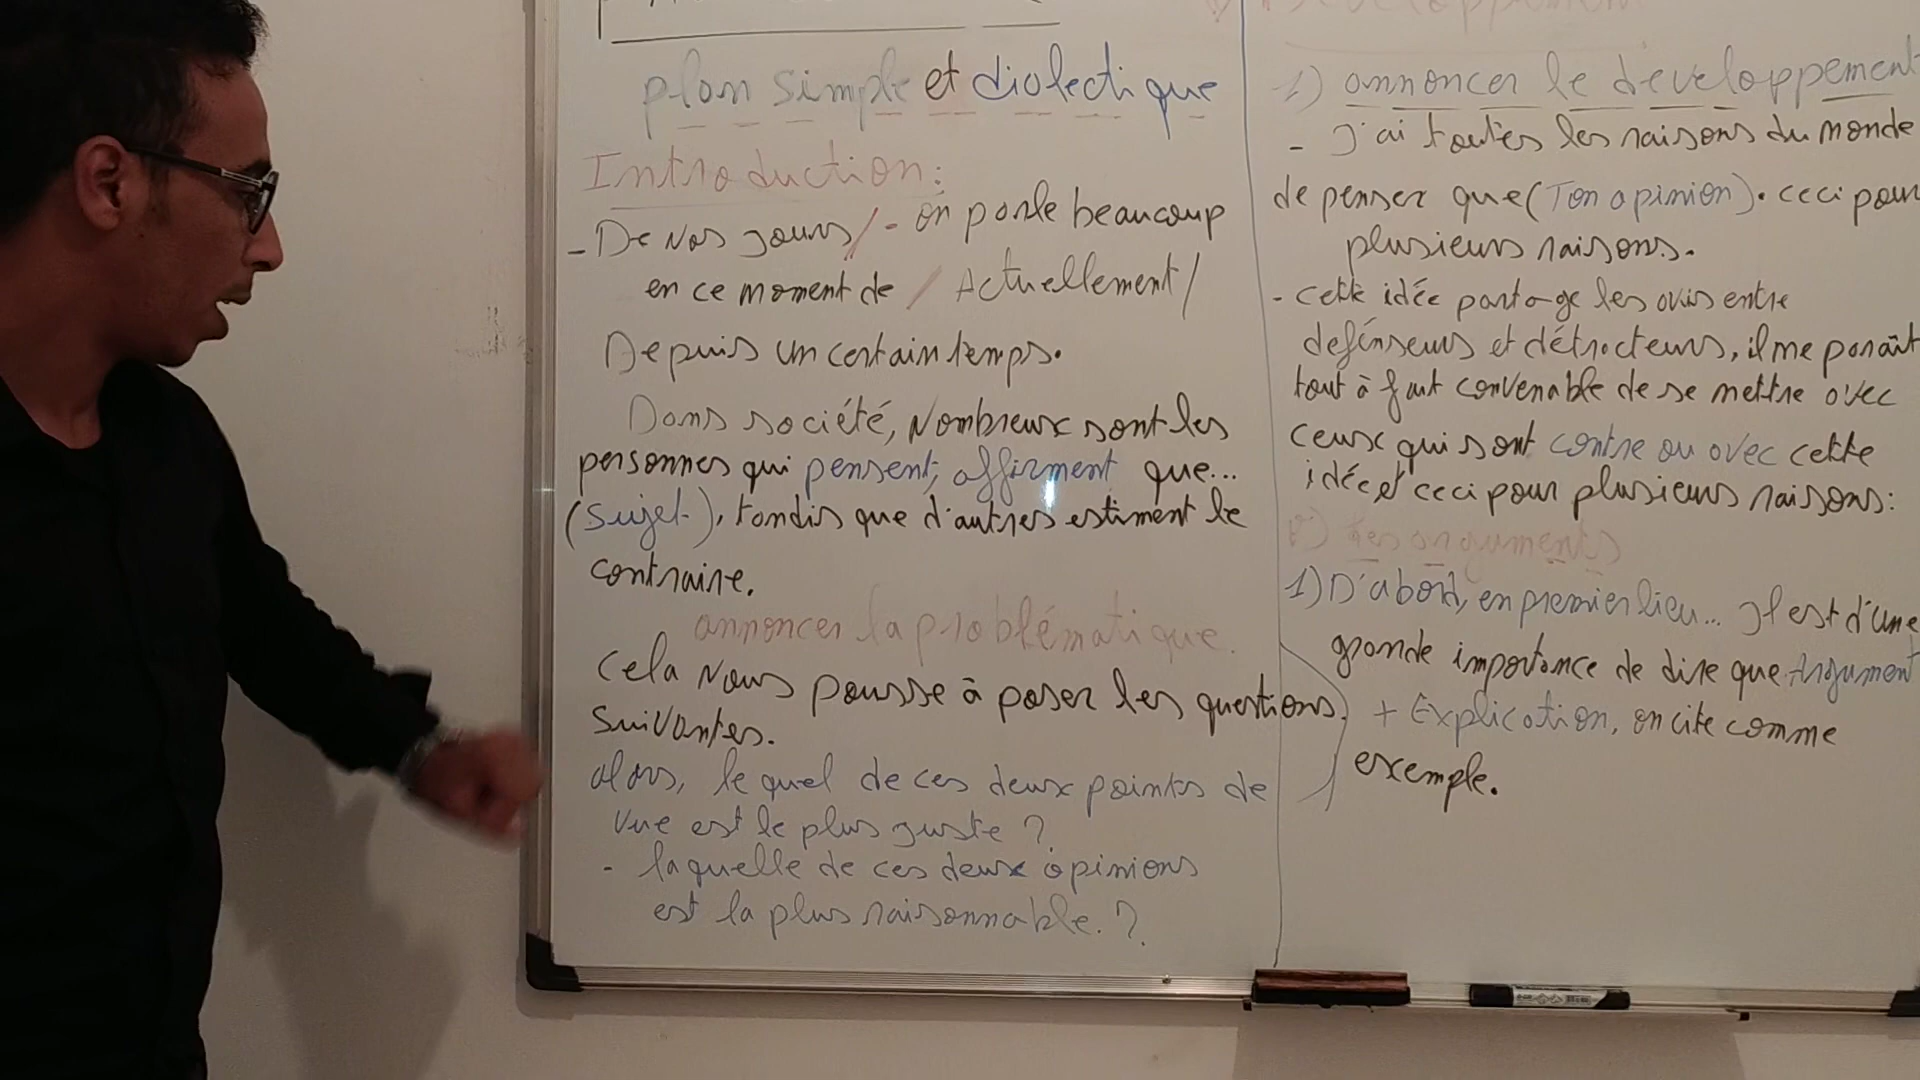 plan simple et dialectique
Introduction:
- De Nos jours / - on parle beaucoup
en ce moment de / Actuellement /
Depuis un certain temps.
Dans société, Nombreux sont les
personnes qui pensent, affirment que...
(Sujet), tandis que d'autres estiment le
contraire.
annoncer la problématique.
Cela Nous pousse à poser les questions
Suivantes.
alors, le quel de ces deux points de
vue est le plus juste ?
- laquelle de ces deux opinions
est la plus raisonnable. ?
Développement
1) annoncer le développement
- J'ai toutes les raisons du monde
de penser que (Ton opinion). ceci pour
plusieurs raisons.
- cette idée partage les avis entre
défenseurs et détracteurs, il me paraît
tout à fait convenable de se mettre avec
ceux qui sont contre ou avec cette
idée et ceci pour plusieurs raisons:
2) Les arguments
1) D'abord, en premier lieu... Il est d'une
grande importance de dire que Argument
+ Explication, on cite comme
exemple.